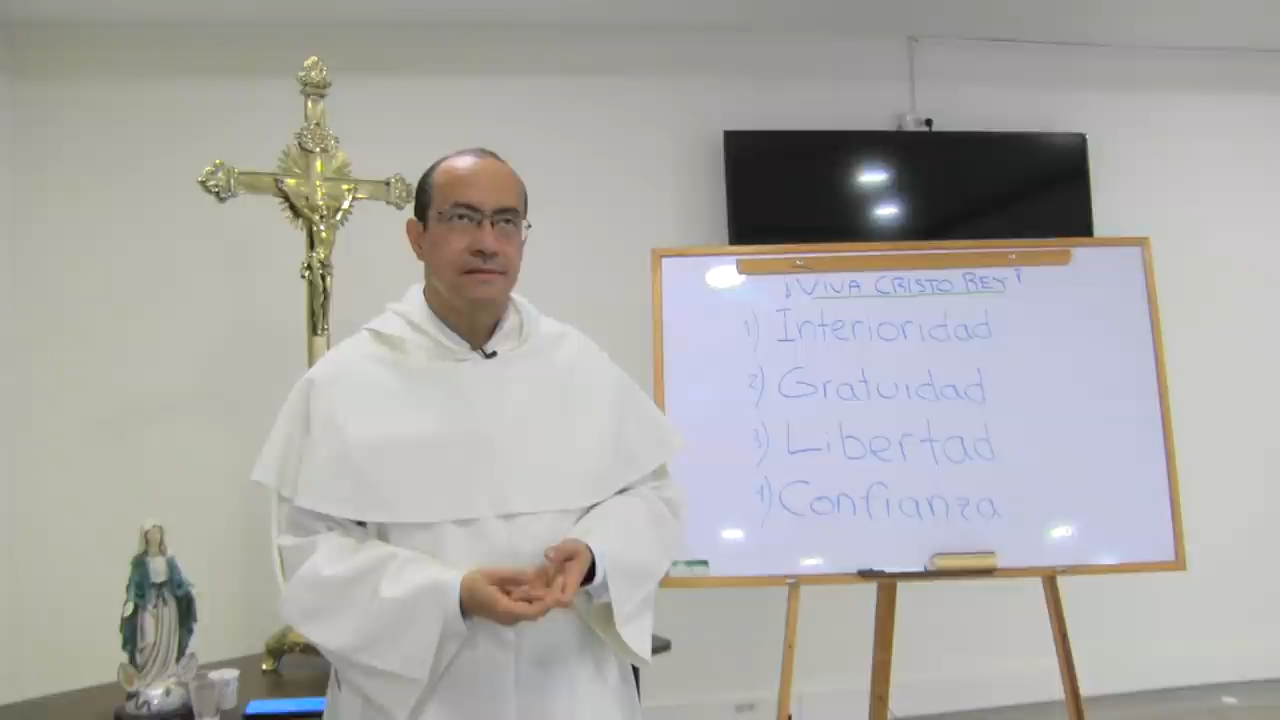 ¡VIVA CRISTO REY!
1) Interioridad
2) Gratuidad
3) Libertad
4) Confianza